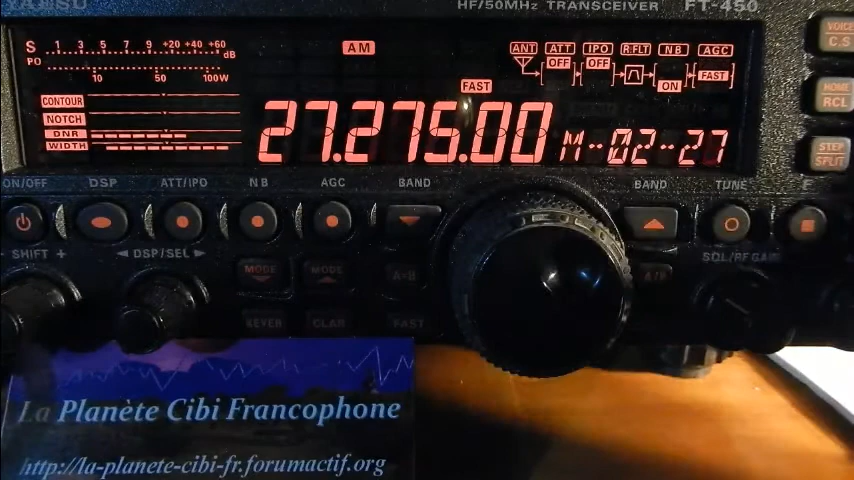 YAESU HF/50MHz TRANSCEIVER FT-450
S 1 3 5 7 9 +20 +40 +60 dB
PO 10 50 100W
AM
ANT ATT IPO R.FLT NB AGC
OFF OFF ON FAST
FAST
CONTOUR
NOTCH
DNR
WIDTH
27.275.00 M-02-27
VOICE
C.S
HOME
RCL
STEP
SPLIT
ON/OFF DSP ATT/IPO NB AGC BAND BAND TUNE F
SHIFT + DSP/SEL SQL/RF GAIN
MODE MODE A=B A/B
REVER CLAR FAST
La Planète Cibi Francophone
http://la-planete-cibi-fr.forumactif.org